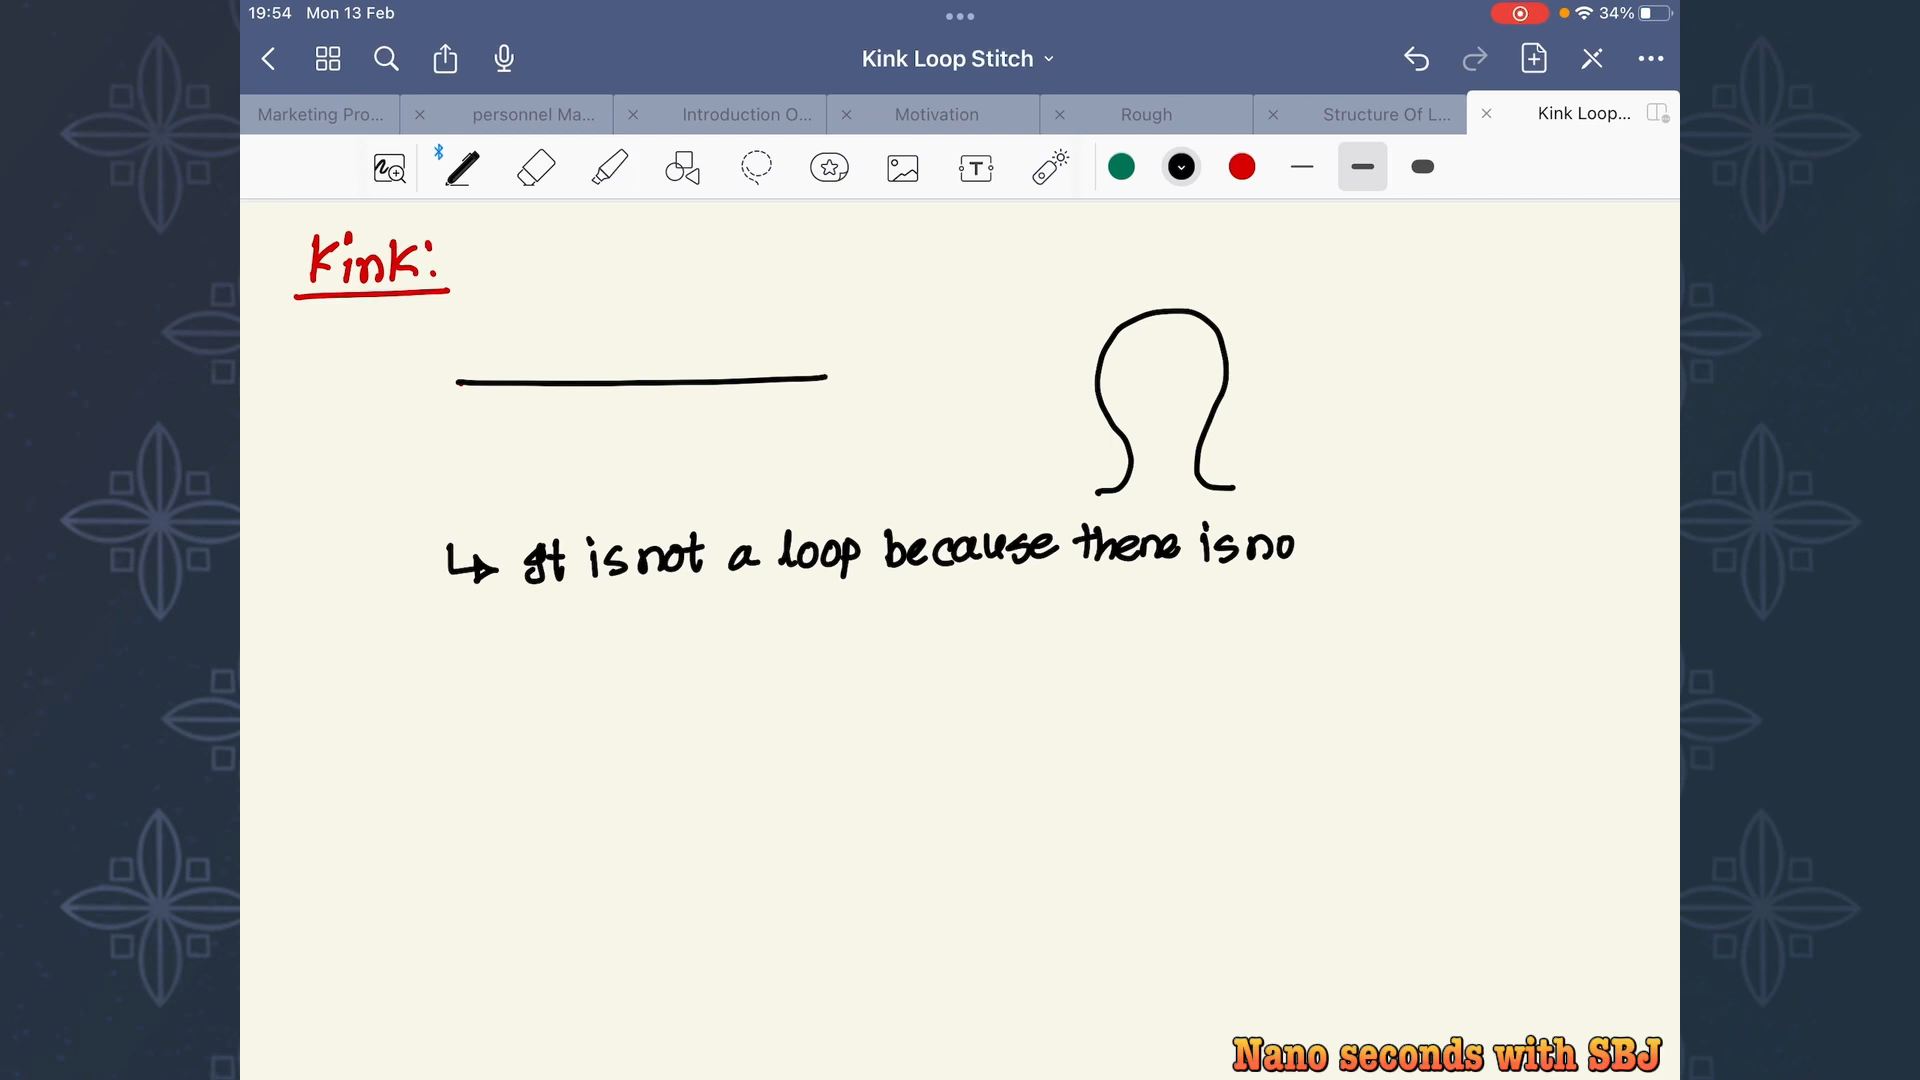 19:54 Mon 13 Feb
34%
Kink Loop Stitch
Marketing Pro...
personnel Ma...
Introduction O...
Motivation
Rough
Structure Of L...
Kink Loop...
T
Kink:
↳ It is not a loop because there is no
Nano seconds with SBJ